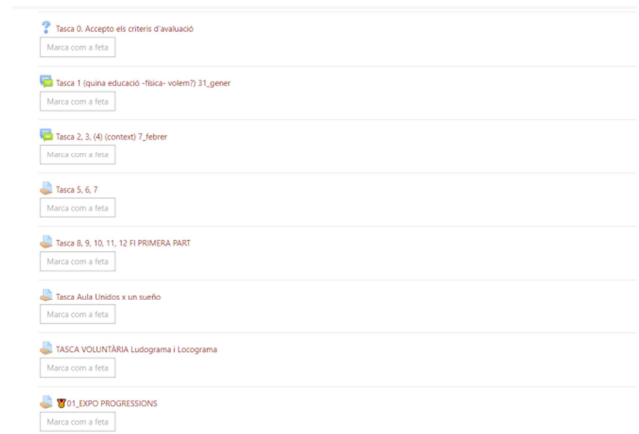 Tasca 0. Accepto els criteris d'avaluació
Marca com a feta
Tasca 1 (quina educació -física- volem?) 31_gener
Marca com a feta
Tasca 2, 3, (4) (context) 7_febrer
Marca com a feta
Tasca 5, 6, 7
Marca com a feta
Tasca 8, 9, 10, 11, 12 FI PRIMERA PART
Marca com a feta
Tasca Aula Unidos x un sueño
Marca com a feta
TASCA VOLUNTÀRIA Ludograma i Locograma
Marca com a feta
01_EXPO PROGRESSIONS
Marca com a feta